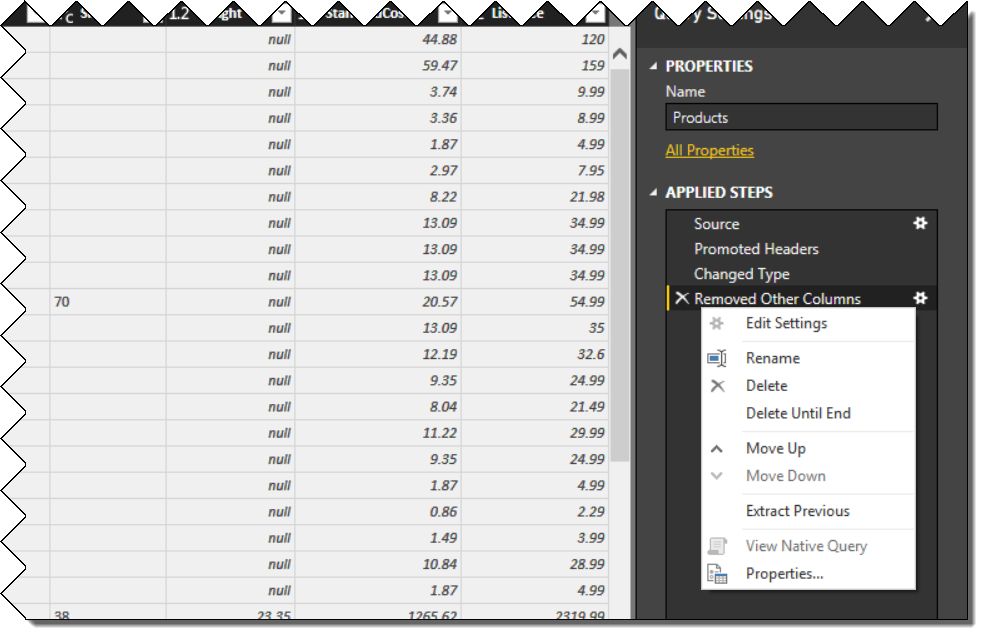 1.2
Query Settings
null 44.88 120
null 59.47 159
null 3.74 9.99
null 3.36 8.99
null 1.87 4.99
null 2.97 7.95
null 8.22 21.98
null 13.09 34.99
null 13.09 34.99
null 13.09 34.99
70 null 20.57 54.99
null 13.09 35
null 12.19 32.6
null 9.35 24.99
null 8.04 21.49
null 11.22 29.99
null 9.35 24.99
null 1.87 4.99
null 0.86 2.29
null 1.49 3.99
null 10.84 28.99
null 1.87 4.99
38 23.35 1265.62 2319.99
PROPERTIES
Name
Products
All Properties
APPLIED STEPS
Source
Promoted Headers
Changed Type
Removed Other Columns
Edit Settings
Rename
Delete
Delete Until End
Move Up
Move Down
Extract Previous
View Native Query
Properties...